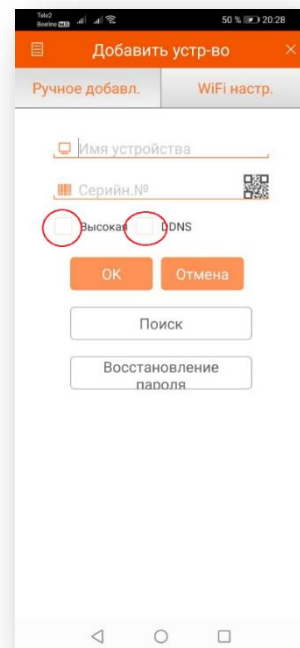 Tele2
Beeline
50 % 20:28
Добавить устр-во
Ручное добавл. WiFi настр.
Имя устройства
Серийн.№
Высокая DDNS
OK Отмена
Поиск
Восстановление
пароля